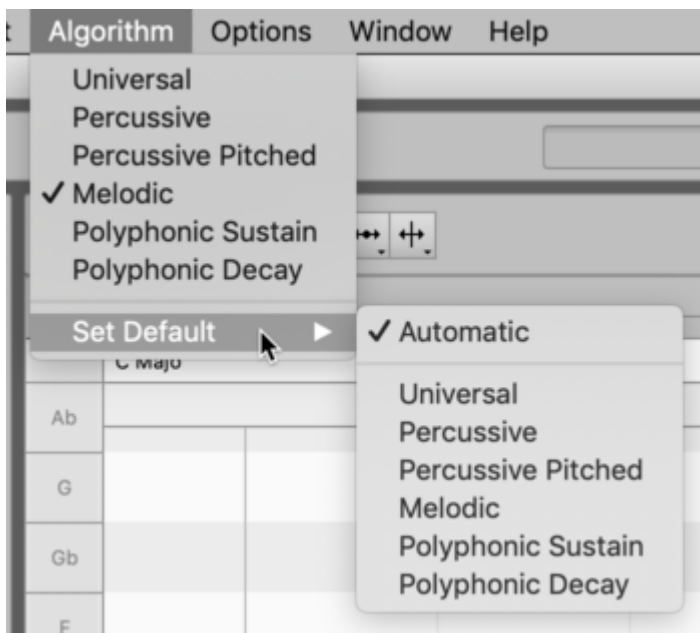 Algorithm Options Window Help
Universal
Percussive
Percussive Pitched
✓ Melodic
Polyphonic Sustain
Polyphonic Decay
Set Default
✓ Automatic
Universal
Percussive
Percussive Pitched
Melodic
Polyphonic Sustain
Polyphonic Decay
C Majo
Ab
G
Gb
F